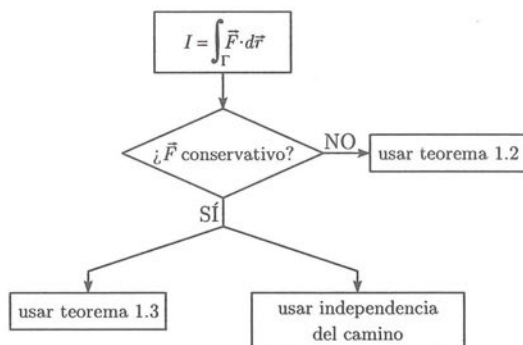 I = ∫_Γ F⃗·dr⃗
¿F⃗ conservativo?
NO
usar teorema 1.2
SÍ
usar teorema 1.3
usar independencia
del camino